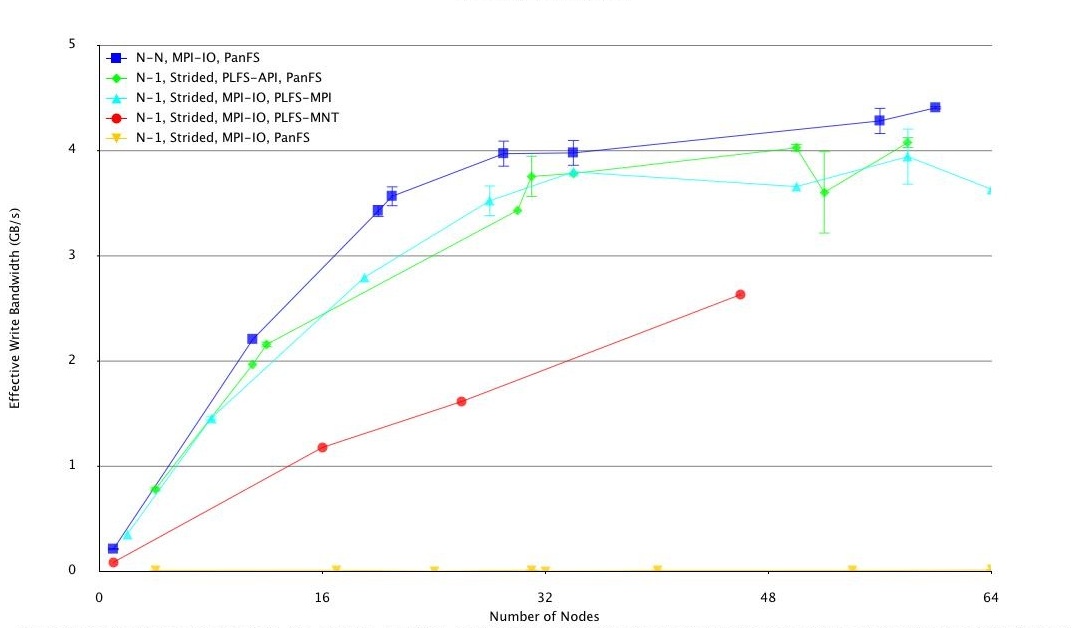 5
N-N, MPI-IO, PanFS
N-1, Strided, PLFS-API, PanFS
N-1, Strided, MPI-IO, PLFS-MPI
N-1, Strided, MPI-IO, PLFS-MNT
N-1, Strided, MPI-IO, PanFS
4
3
Effective Write Bandwidth (GB/s)
2
1
0
0 16 32 48 64
Number of Nodes